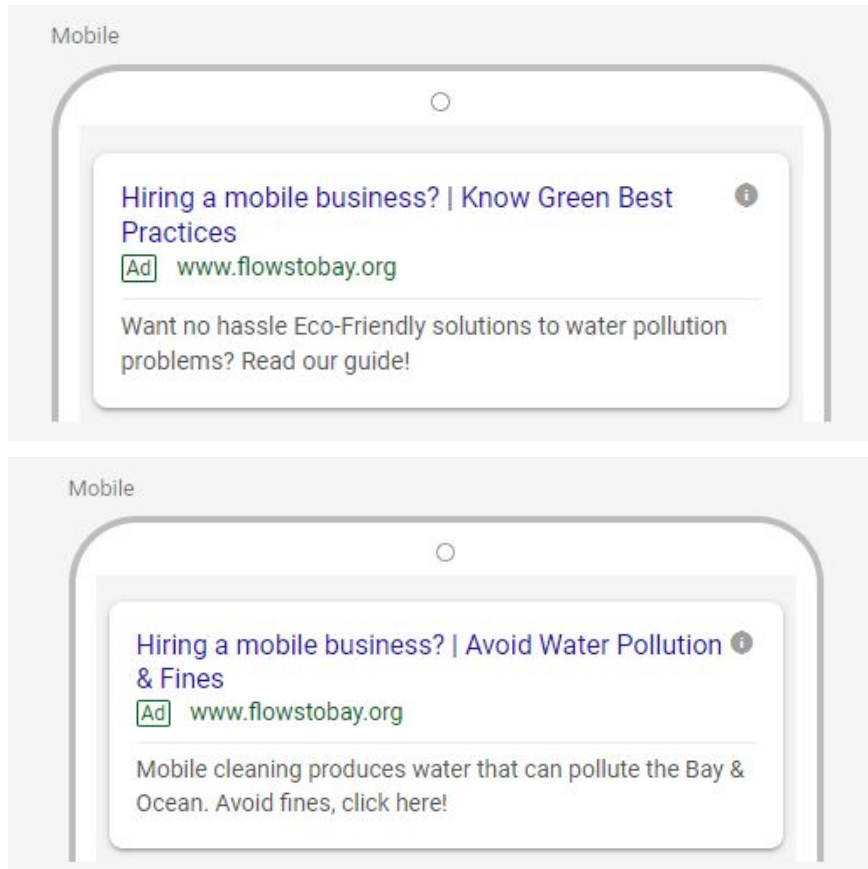 Mobile
Hiring a mobile business? | Know Green Best
Practices
Ad www.flowstobay.org
Want no hassle Eco-Friendly solutions to water pollution
problems? Read our guide!
Mobile
Hiring a mobile business? | Avoid Water Pollution
& Fines
Ad www.flowstobay.org
Mobile cleaning produces water that can pollute the Bay &
Ocean. Avoid fines, click here!